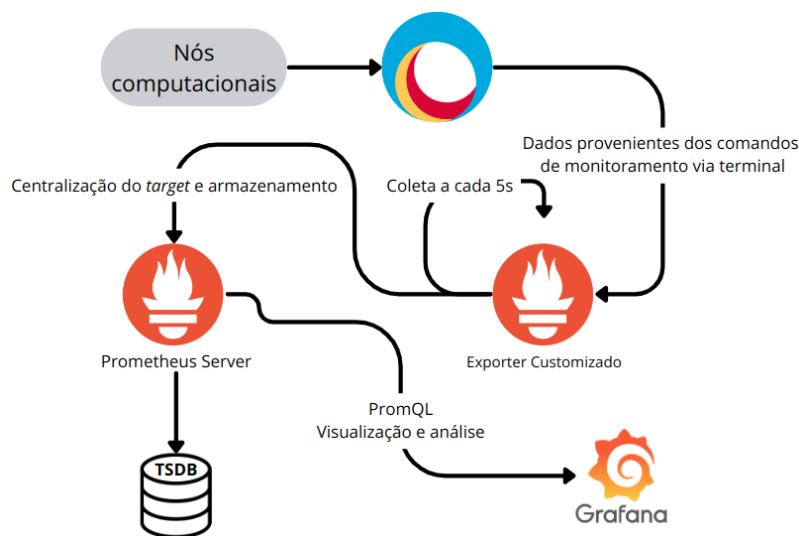 Nós
computacionais
Dados provenientes dos comandos
de monitoramento via terminal
Centralização do target e armazenamento
Coleta a cada 5s
Prometheus Server
Exporter Customizado
PromQL
Visualização e análise
TSDB
Grafana